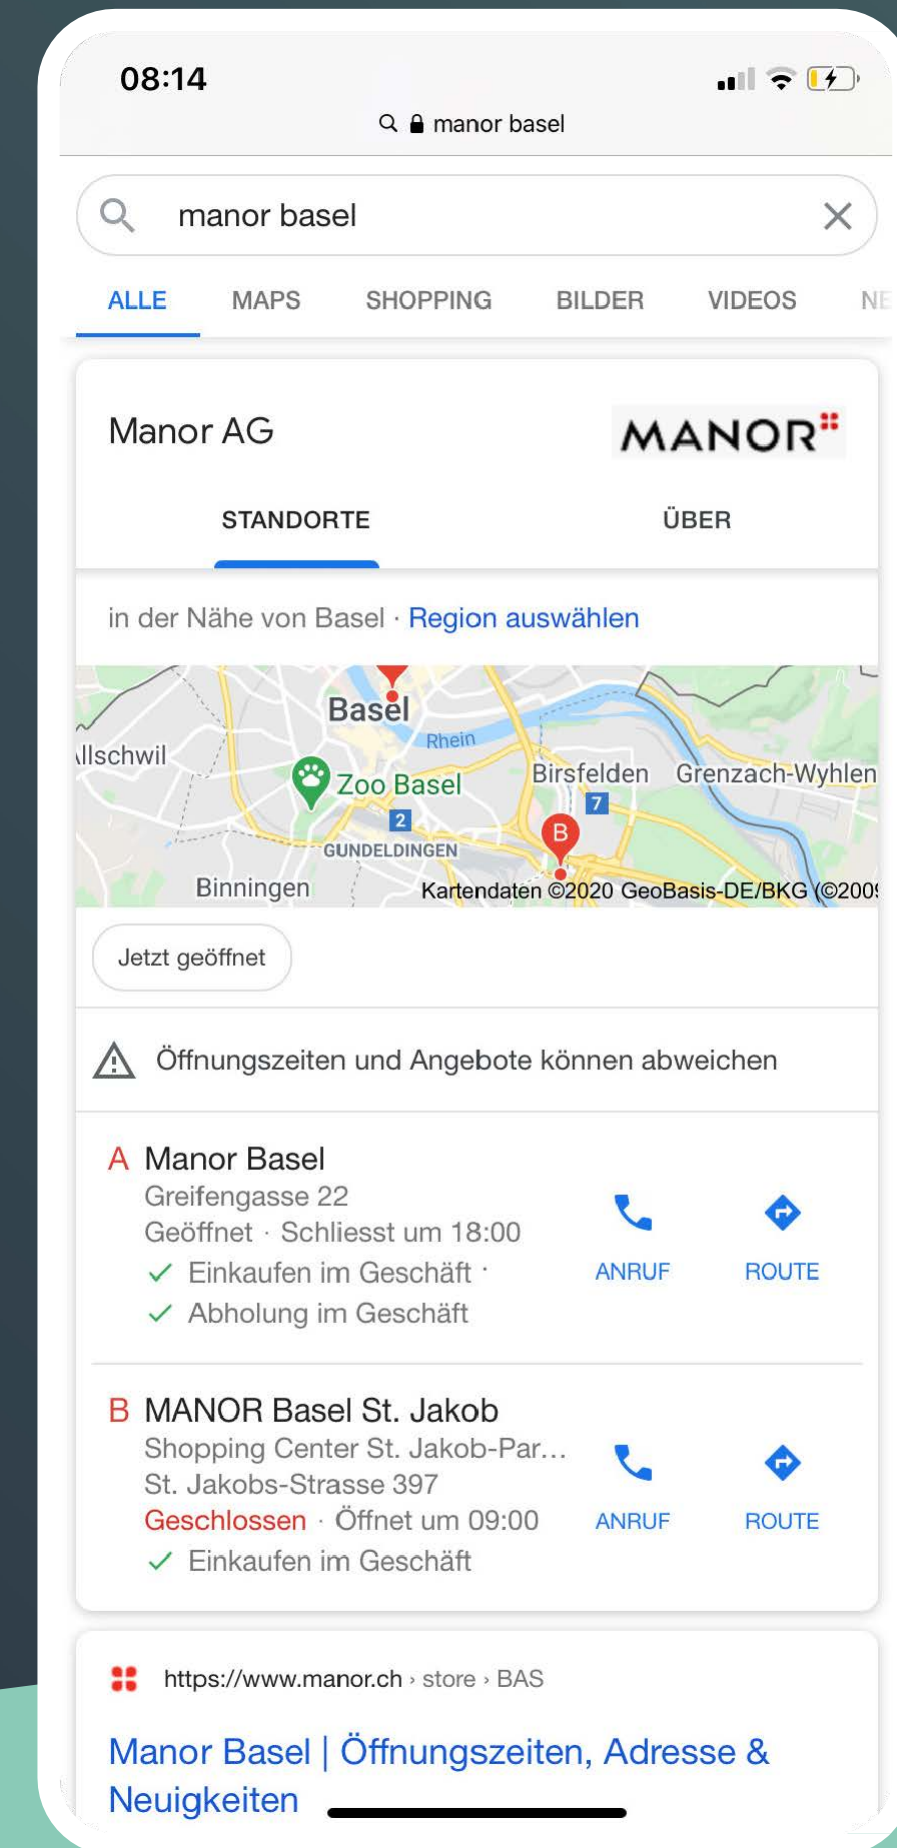 08:14
manor basel
manor basel
ALLE MAPS SHOPPING BILDER VIDEOS NE
Manor AG
MANOR
STANDORTE ÜBER
in der Nähe von Basel · Region auswählen
Basel
Rhein
llschwil
Zoo Basel
Birsfelden Grenzach-Wyhlen
7
2
B
GUNDELDINGEN
Binningen
Kartendaten ©2020 GeoBasis-DE/BKG (©2009
Jetzt geöffnet
Öffnungszeiten und Angebote können abweichen
A Manor Basel
Greifengasse 22
Geöffnet · Schliesst um 18:00
✓ Einkaufen im Geschäft ·
✓ Abholung im Geschäft
ANRUF ROUTE
B MANOR Basel St. Jakob
Shopping Center St. Jakob-Par...
St. Jakobs-Strasse 397
Geschlossen · Öffnet um 09:00
✓ Einkaufen im Geschäft
ANRUF ROUTE
https://www.manor.ch › store › BAS
Manor Basel | Öffnungszeiten, Adresse &
Neuigkeiten